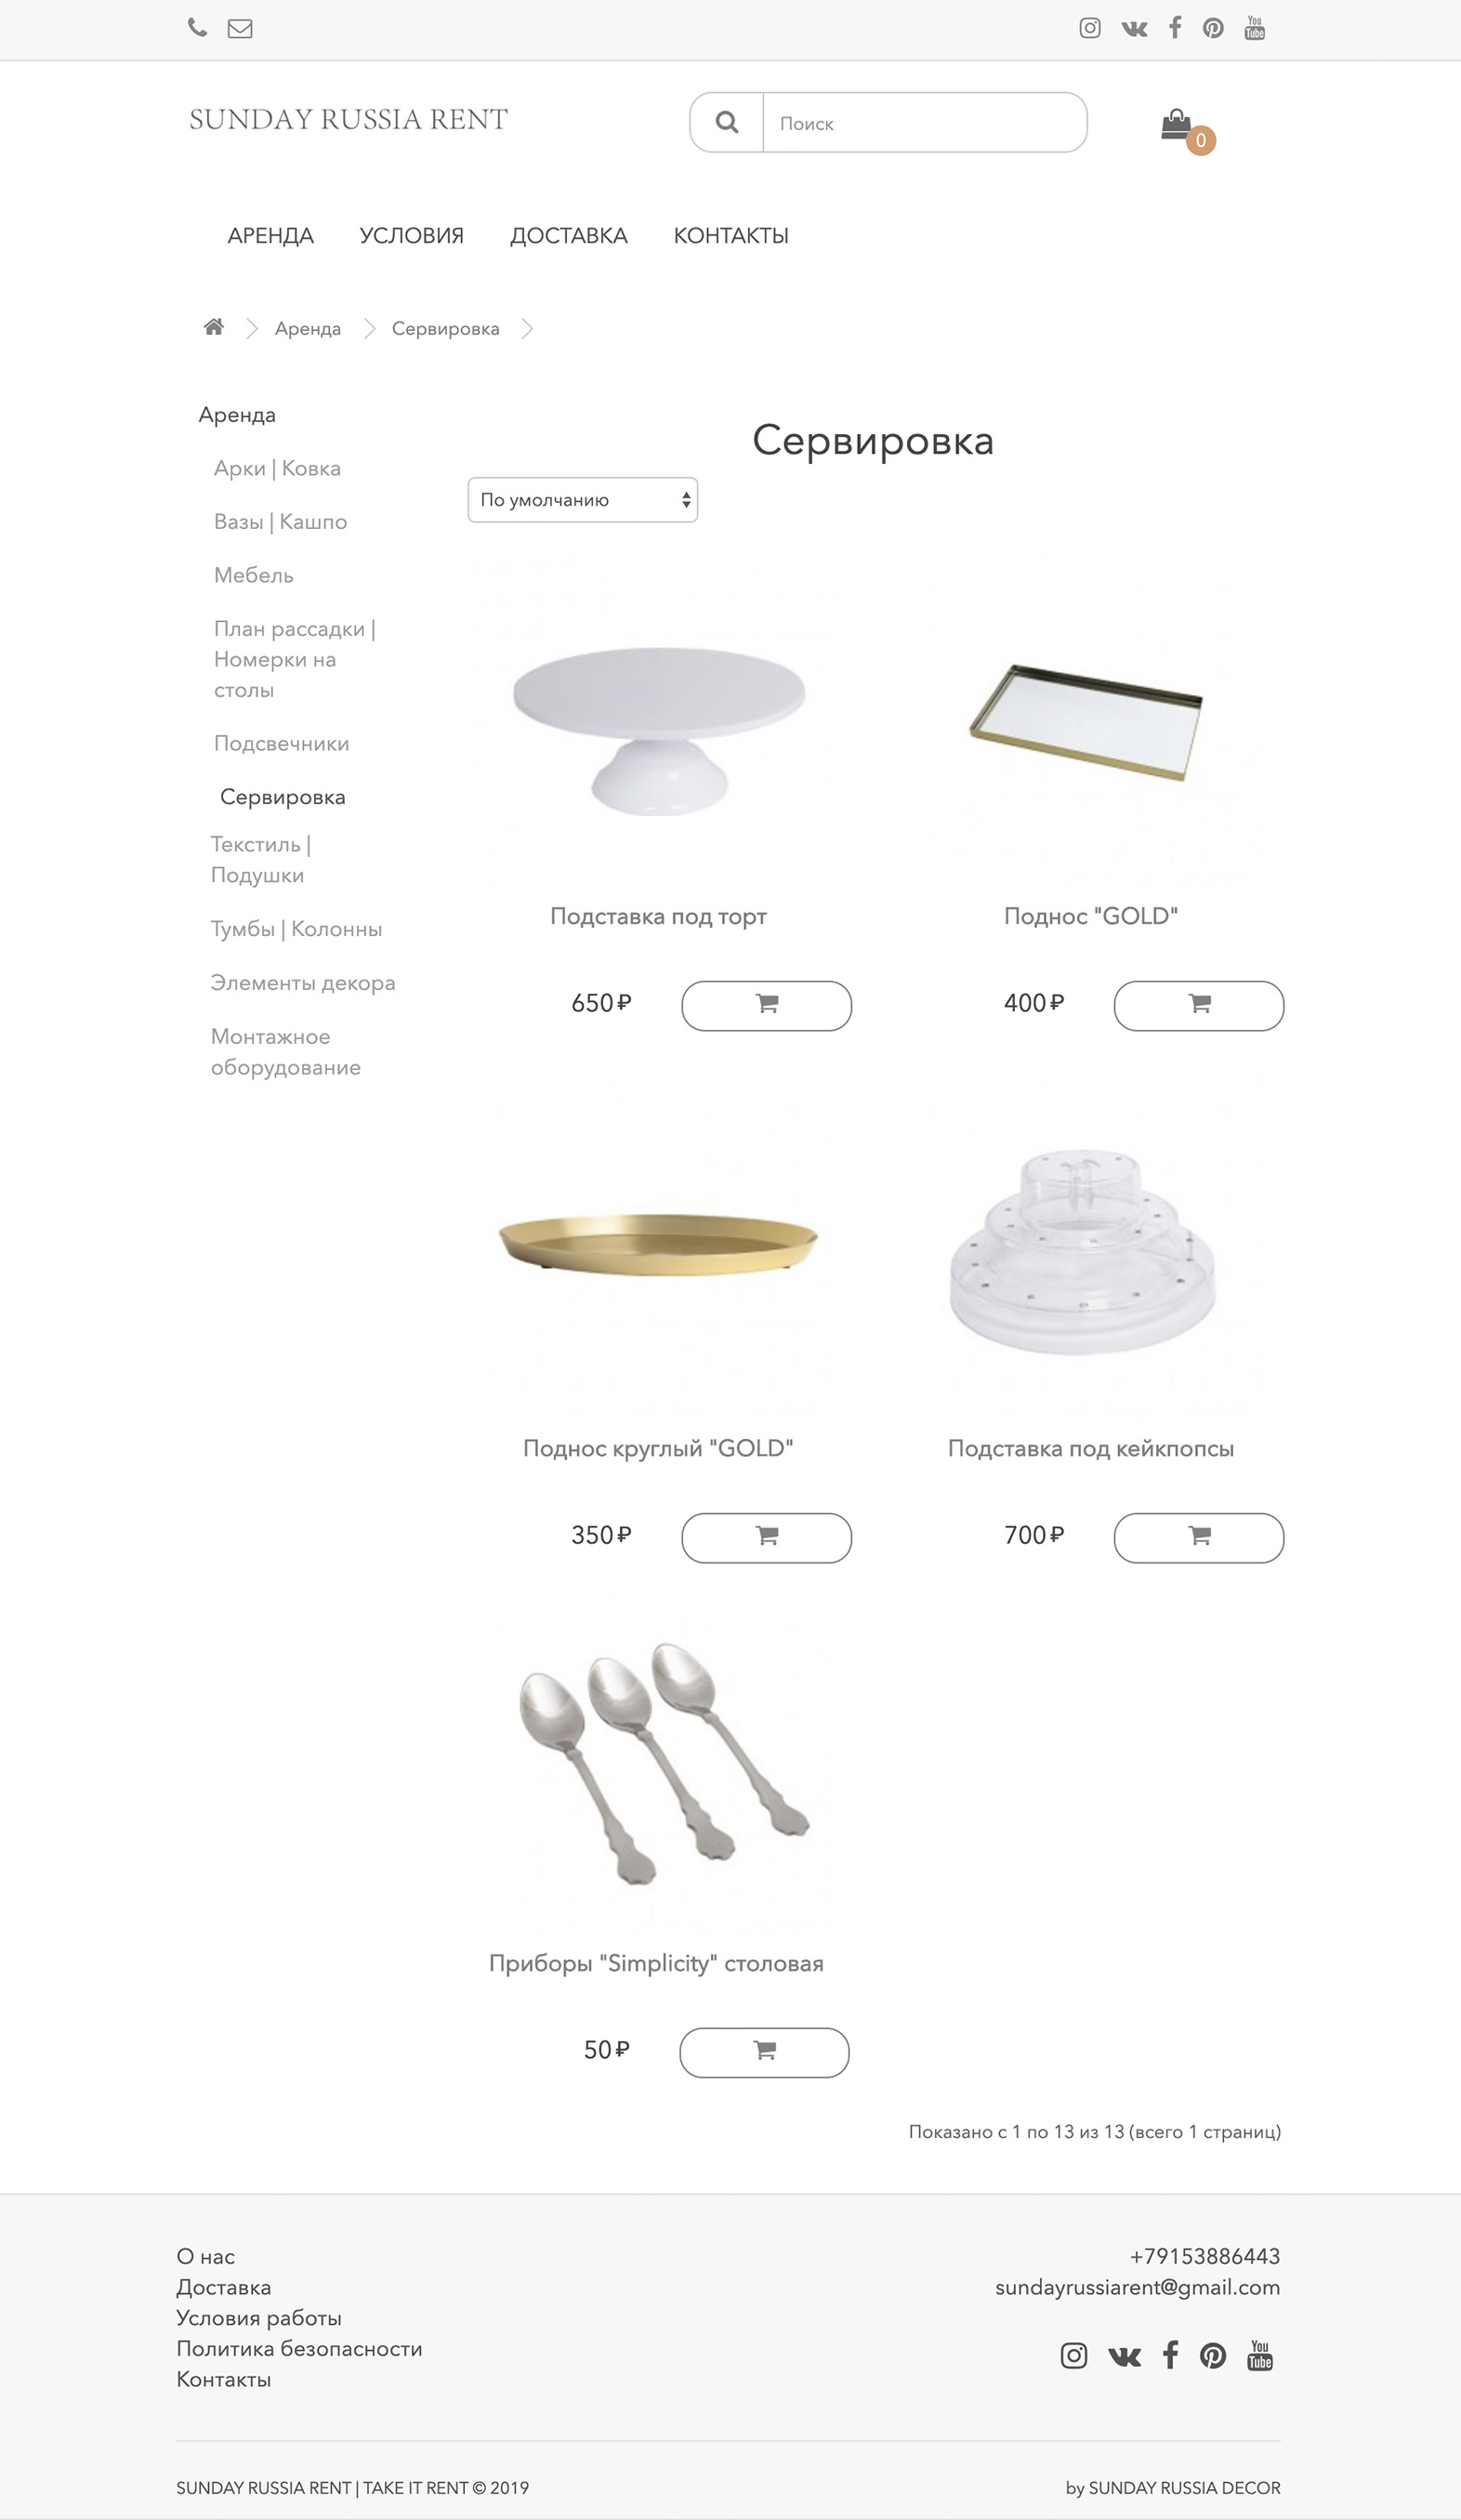 SUNDAY RUSSIA RENT
Поиск
0
АРЕНДА УСЛОВИЯ ДОСТАВКА КОНТАКТЫ
Аренда Сервировка
Аренда
Арки | Ковка
Вазы | Кашпо
Мебель
План рассадки |
Номерки на
столы
Подсвечники
Сервировка
Текстиль |
Подушки
Тумбы | Колонны
Элементы декора
Монтажное
оборудование
Сервировка
По умолчанию
Подставка под торт
650 ₽
Поднос "GOLD"
400 ₽
Поднос круглый "GOLD"
350 ₽
Подставка под кейкпопсы
700 ₽
Приборы "Simplicity" столовая
50 ₽
Показано с 1 по 13 из 13 (всего 1 страниц)
О нас
Доставка
Условия работы
Политика безопасности
Контакты
+79153886443
sundayrussiarent@gmail.com
You Tube
SUNDAY RUSSIA RENT | TAKE IT RENT © 2019
by SUNDAY RUSSIA DECOR